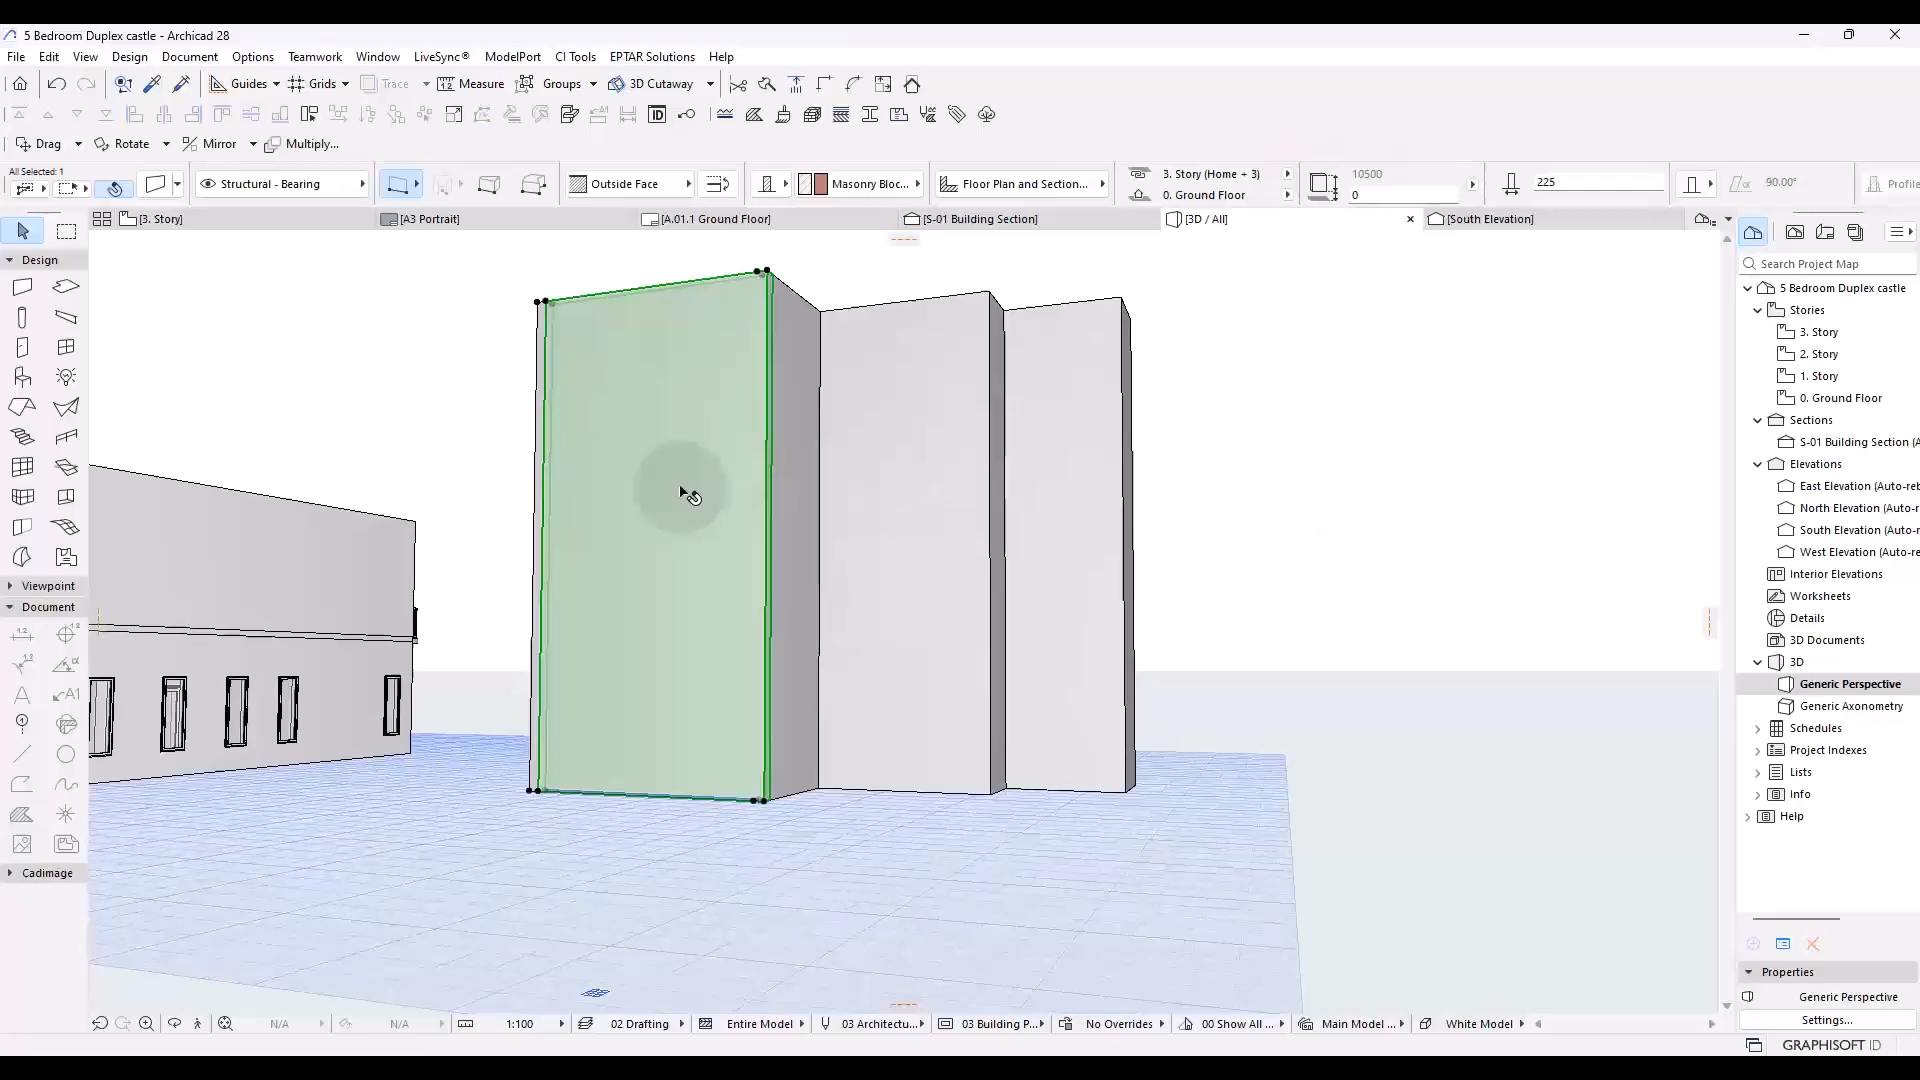 5 Bedroom Duplex castle - Archicad 28
File Edit View Design Document Options Teamwork Window LiveSync® ModelPort CI Tools EPTAR Solutions Help
Guides Grids Trace Measure Groups 3D Cutaway
ID
Drag Rotate Mirror Multiply...
All Selected: 1
Structural - Bearing Outside Face Masonry Bloc... Floor Plan and Section... 225 90.00° Profile
3. Story (Home + 3) 10500
0. Ground Floor 0
[3. Story] [A3 Portrait] [A.01.1 Ground Floor] [S-01 Building Section] [3D / All] [South Elevation]
Design
Viewpoint
Document
1.2
A A1
Cadimage
Search Project Map
5 Bedroom Duplex castle
Stories
3. Story
2. Story
1. Story
0. Ground Floor
Sections
S-01 Building Section (A
Elevations
East Elevation (Auto-reb
North Elevation (Auto-r
South Elevation (Auto-re
West Elevation (Auto-re
Interior Elevations
Worksheets
Details
3D Documents
3D
Generic Perspective
Generic Axonometry
Schedules
Project Indexes
Lists
Info
Help
Properties
Generic Perspective
Settings...
N/A N/A 1:100 02 Drafting Entire Model 03 Architectu... 03 Building P... No Overrides 00 Show All ... Main Model ... White Model
GRAPHISOFT ID